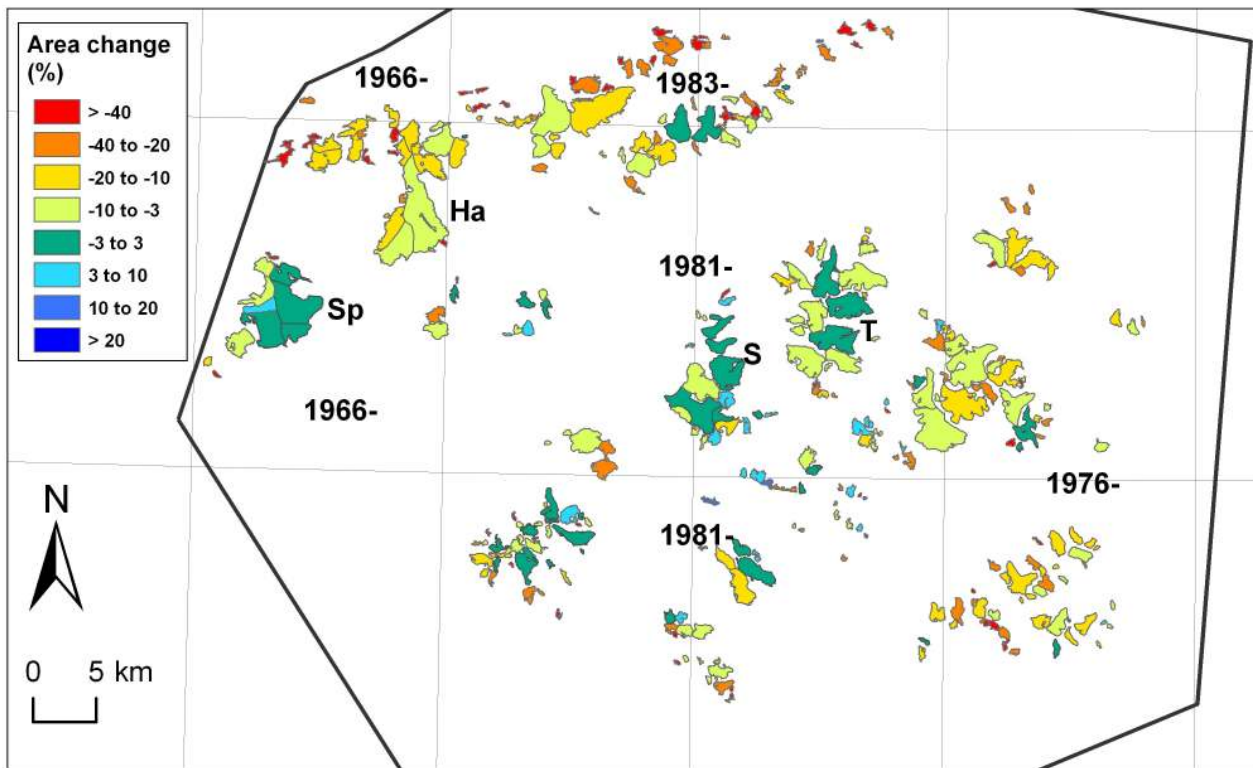 Area change
(%)
> -40
-40 to -20
-20 to -10
-10 to -3
-3 to 3
3 to 10
10 to 20
> 20
1966-
1983-
Ha
1981-
Sp
S
T
1966-
1976-
1981-
N
0 5 km